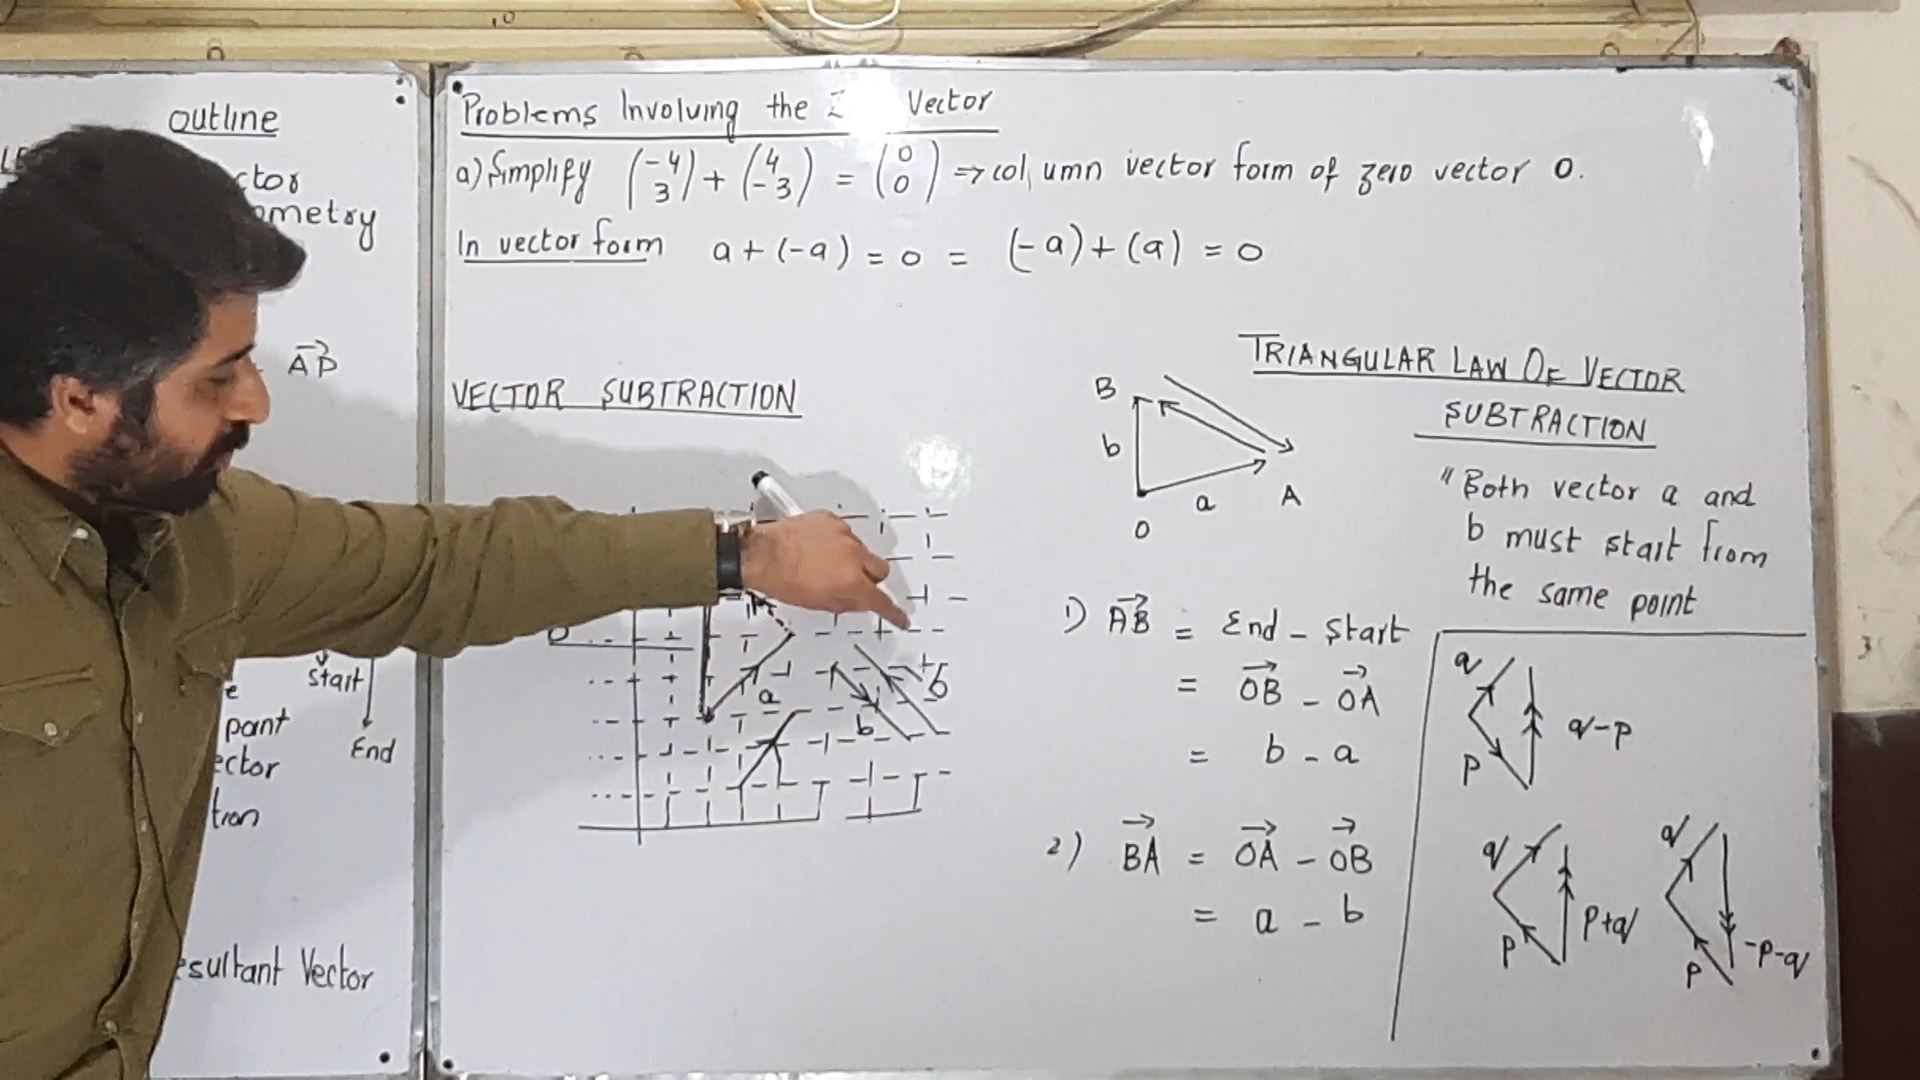 outline
ctor
ometry
AD
Start
e
pant
End
ector
tion
esultant Vector
Problems Involving the Vector
a) Simplify (-4 3) + (4 -3) = (0 0) ⇒ column vector form of zero vector 0.
In vector form a + (-a) = 0 = (-a) + (a) = 0
VECTOR SUBTRACTION
a
b
b
TRIANGULAR LAW OF VECTOR
SUBTRACTION
B
b
a
A
O
"Both vector a and
b must start from
the same point
1) AB = End - Start
= OB - OA
= b - a
2) BA = OA - OB
= a - b
q
p
q-p
q
p
p+q
q
p
-p-q